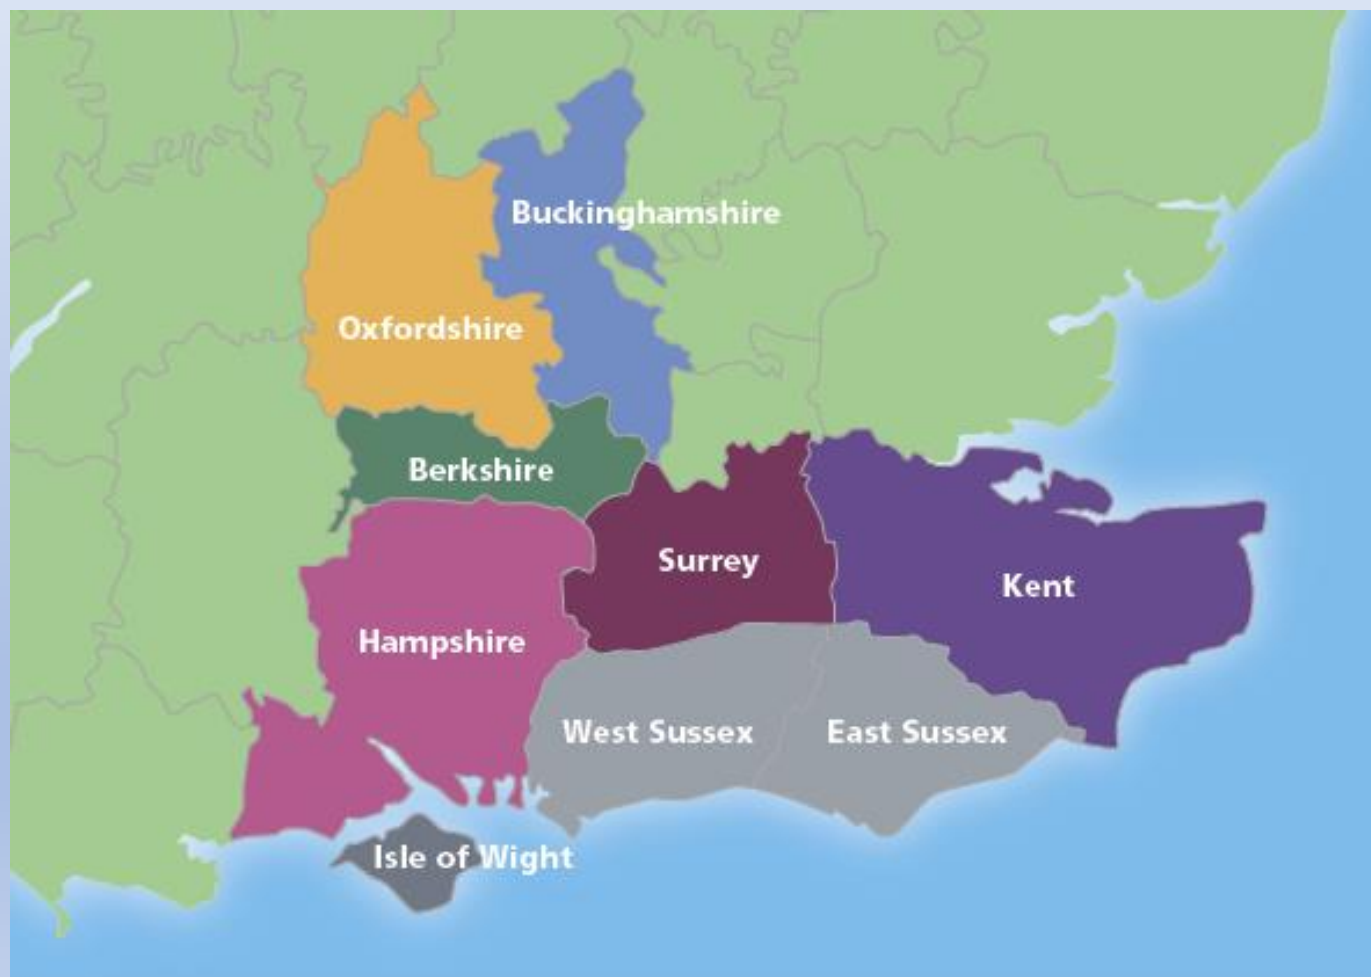 Buckinghamshire
Oxfordshire
Berkshire
Surrey
Kent
Hampshire
West Sussex
East Sussex
Isle of Wight